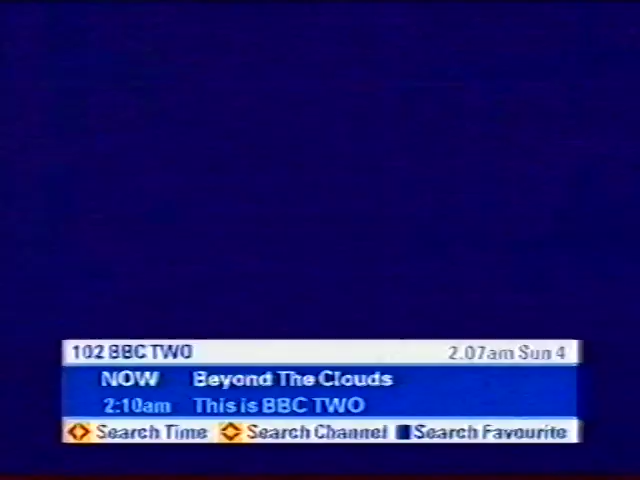 102 BBC TWO 2.07am Sun 4
NOW Beyond The Clouds
2:10am This is BBC TWO
Search Time Search Channel Search Favourite